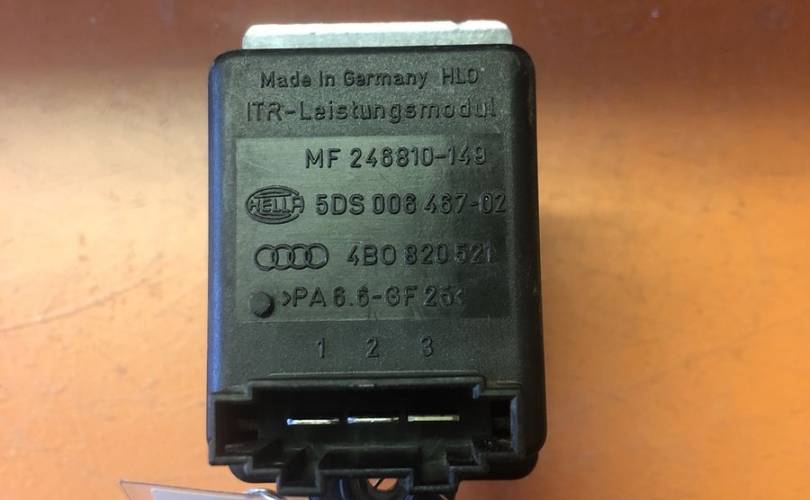 Made In Germany HLO
ITR-Leistungsmodul
MF 246810-149
HELLA 5DS 006 467-02
4B0 820 521
>PA 6.6-GF 25<
1 2 3